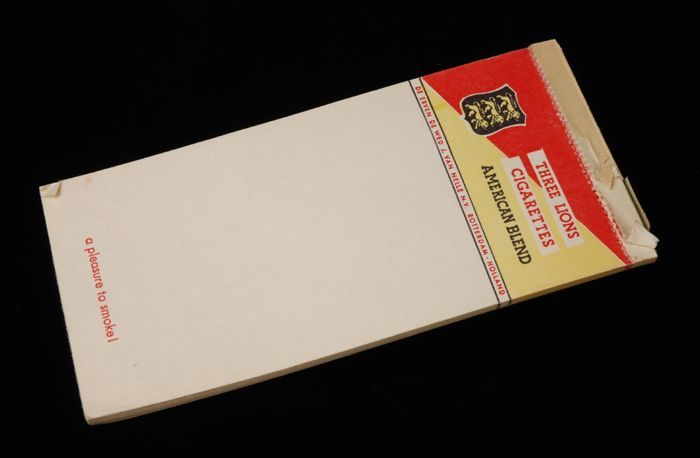 THREE LIONS
CIGARETTES
AMERICAN BLEND
DE ERVEN DE WED J. VAN NELLE N.V. ROTTERDAM - HOLLAND
a pleasure to smoke!